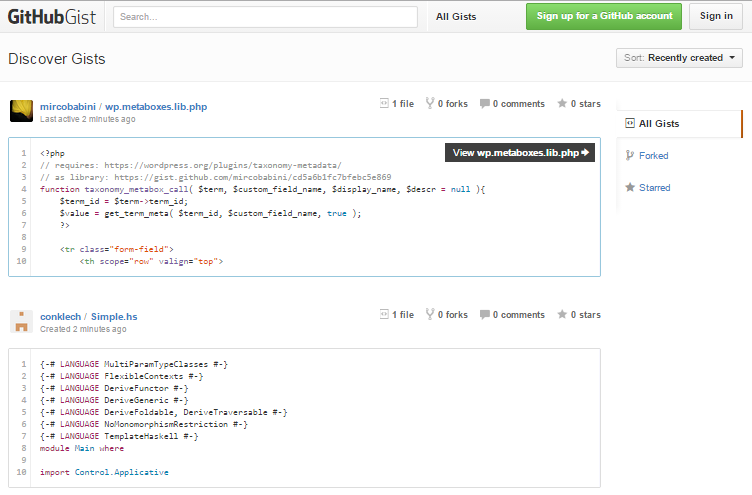 GitHub Gist Search... All Gists Sign up for a GitHub account Sign in
Discover Gists Sort: Recently created
mircobabini / wp.metaboxes.lib.php 1 file 0 forks 0 comments 0 stars
Last active 2 minutes ago
View wp.metaboxes.lib.php
1 <?php
2 // requires: https://wordpress.org/plugins/taxonomy-metadata/
3 // as library: https://gist.github.com/mircobabini/cd5a6b1fc7bfebc5e869
4 function taxonomy_metabox_call( $term, $custom_field_name, $display_name, $descr = null ){
5 $term_id = $term->term_id;
6 $value = get_term_meta( $term_id, $custom_field_name, true );
7 ?>
8
9 <tr class="form-field">
10 <th scope="row" valign="top">
All Gists
Forked
Starred
conklech / Simple.hs 1 file 0 forks 0 comments 0 stars
Created 2 minutes ago
1 {-# LANGUAGE MultiParamTypeClasses #-}
2 {-# LANGUAGE FlexibleContexts #-}
3 {-# LANGUAGE DeriveFunctor #-}
4 {-# LANGUAGE DeriveGeneric #-}
5 {-# LANGUAGE DeriveFoldable, DeriveTraversable #-}
6 {-# LANGUAGE NoMonomorphismRestriction #-}
7 {-# LANGUAGE TemplateHaskell #-}
8 module Main where
9
10 import Control.Applicative